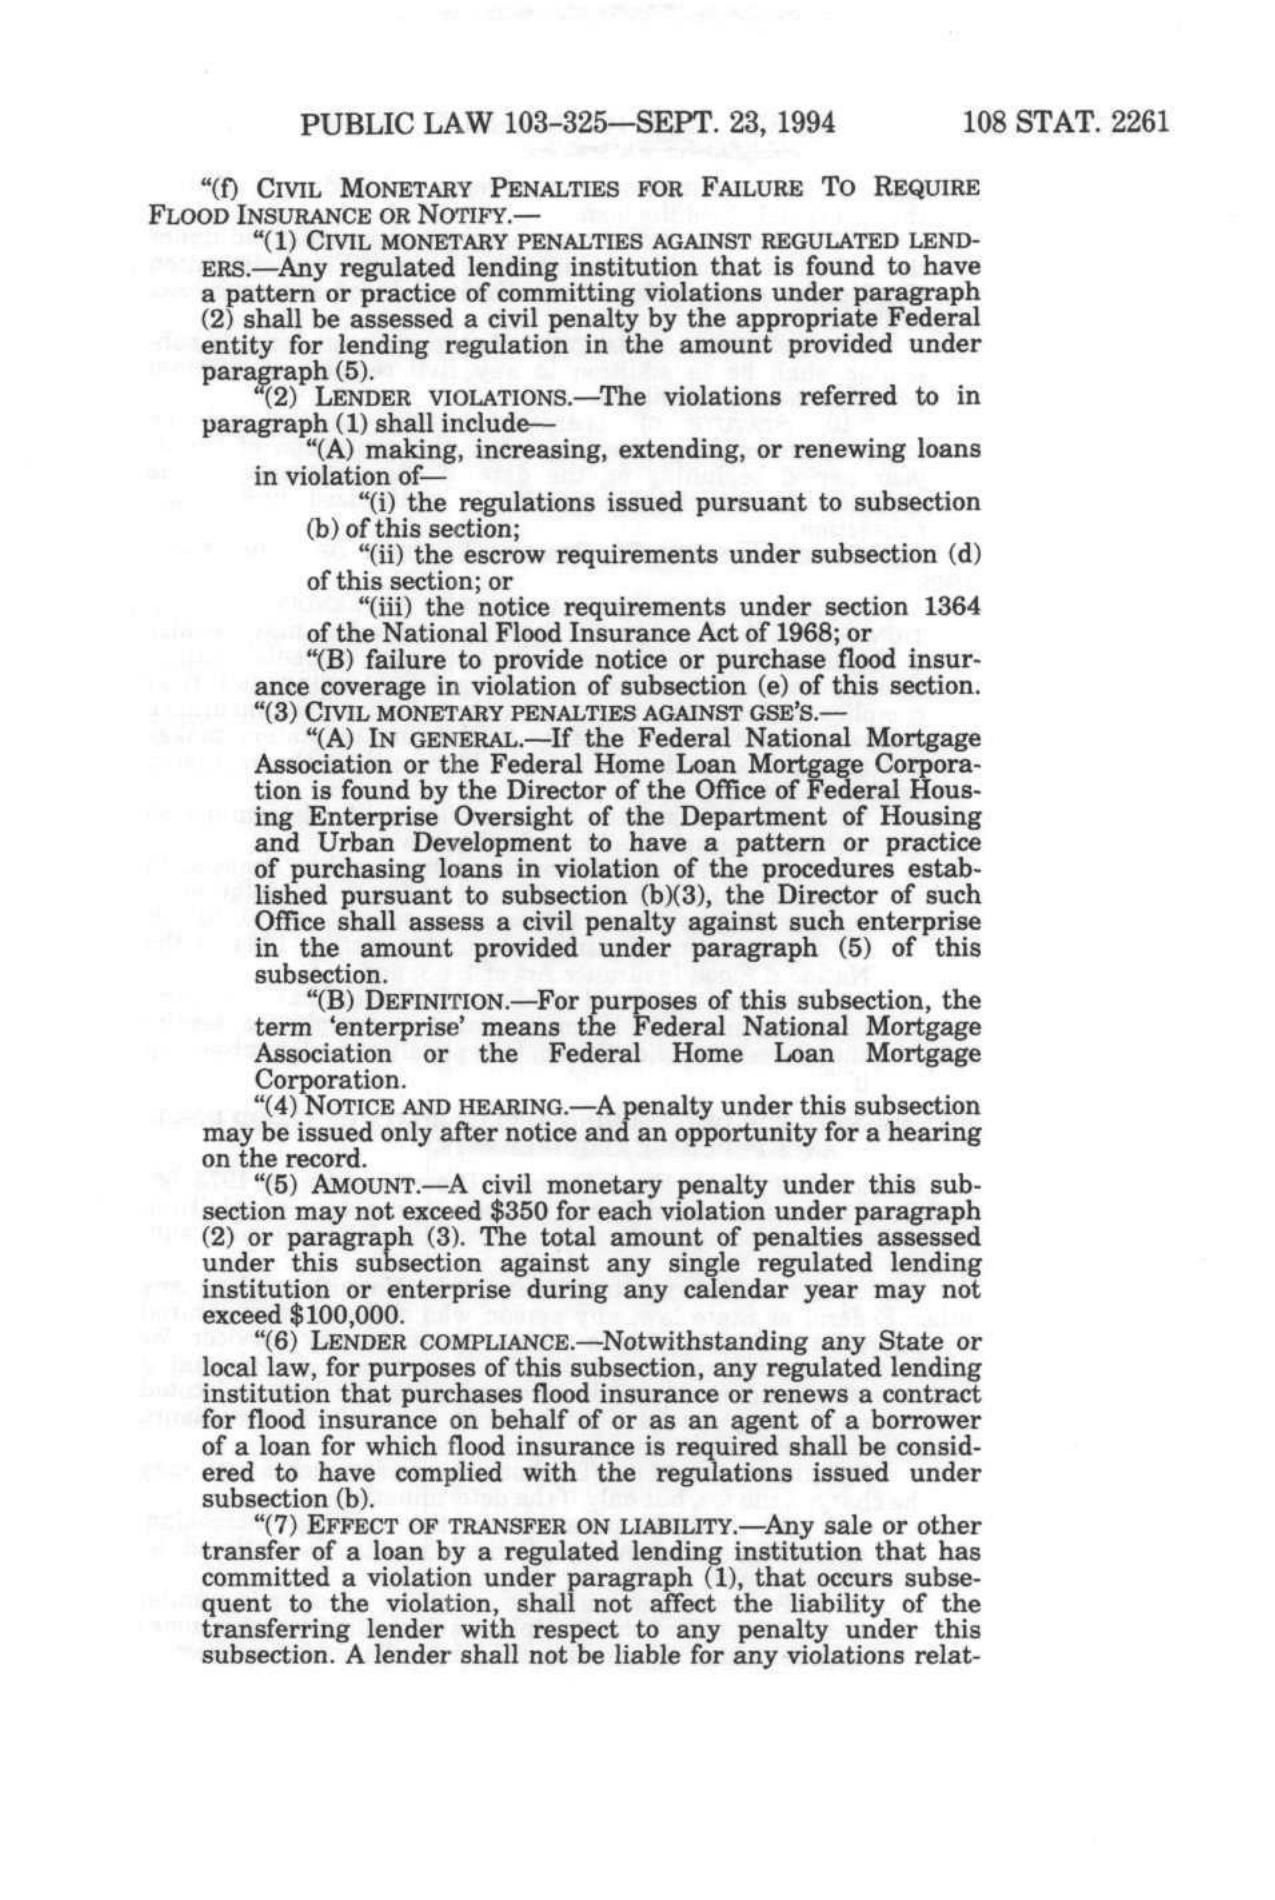 PUBLIC LAW 103-325—SEPT. 23, 1994 108 STAT. 2261
“(f) CIVIL MONETARY PENALTIES FOR FAILURE TO REQUIRE
FLOOD INSURANCE OR NOTIFY.—
“(1) CIVIL MONETARY PENALTIES AGAINST REGULATED LEND-
ERS.—Any regulated lending institution that is found to have
a pattern or practice of committing violations under paragraph
(2) shall be assessed a civil penalty by the appropriate Federal
entity for lending regulation in the amount provided under
paragraph (5).
“(2) LENDER VIOLATIONS.—The violations referred to in
paragraph (1) shall include—
“(A) making, increasing, extending, or renewing loans
in violation of—
“(i) the regulations issued pursuant to subsection
(b) of this section;
“(ii) the escrow requirements under subsection (d)
of this section; or
“(iii) the notice requirements under section 1364
of the National Flood Insurance Act of 1968; or
“(B) failure to provide notice or purchase flood insur-
ance coverage in violation of subsection (e) of this section.
“(3) CIVIL MONETARY PENALTIES AGAINST GSE'S.—
“(A) IN GENERAL.—If the Federal National Mortgage
Association or the Federal Home Loan Mortgage Corpora-
tion is found by the Director of the Office of Federal Hous-
ing Enterprise Oversight of the Department of Housing
and Urban Development to have a pattern or practice
of purchasing loans in violation of the procedures estab-
lished pursuant to subsection (b)(3), the Director of such
Office shall assess a civil penalty against such enterprise
in the amount provided under paragraph (5) of this
subsection.
“(B) DEFINITION.—For purposes of this subsection, the
term ‘enterprise’ means the Federal National Mortgage
Association or the Federal Home Loan Mortgage
Corporation.
“(4) NOTICE AND HEARING.—A penalty under this subsection
may be issued only after notice and an opportunity for a hearing
on the record.
“(5) AMOUNT.—A civil monetary penalty under this sub-
section may not exceed $350 for each violation under paragraph
(2) or paragraph (3). The total amount of penalties assessed
under this subsection against any single regulated lending
institution or enterprise during any calendar year may not
exceed $100,000.
“(6) LENDER COMPLIANCE.—Notwithstanding any State or
local law, for purposes of this subsection, any regulated lending
institution that purchases flood insurance or renews a contract
for flood insurance on behalf of or as an agent of a borrower
of a loan for which flood insurance is required shall be consid-
ered to have complied with the regulations issued under
subsection (b).
“(7) EFFECT OF TRANSFER ON LIABILITY.—Any sale or other
transfer of a loan by a regulated lending institution that has
committed a violation under paragraph (1), that occurs subse-
quent to the violation, shall not affect the liability of the
transferring lender with respect to any penalty under this
subsection. A lender shall not be liable for any violations relat-